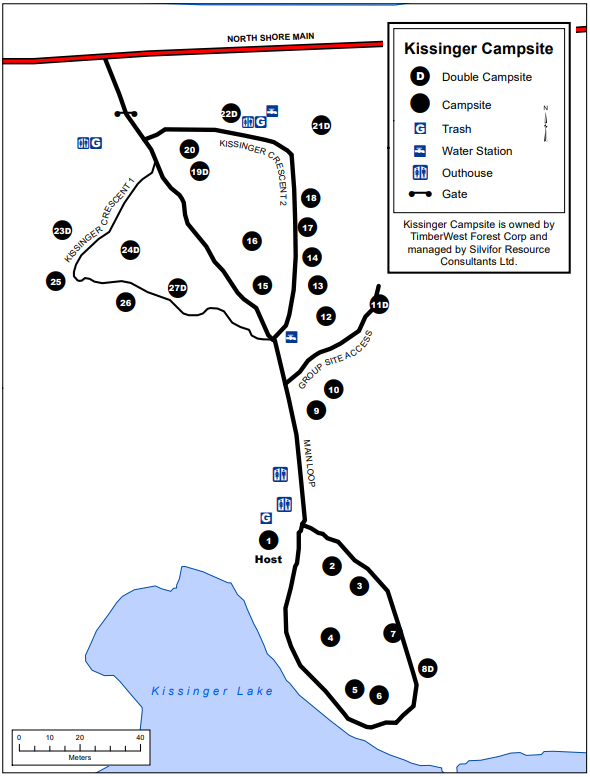 NORTH SHORE MAIN
Kissinger Campsite
D Double Campsite
Campsite
G Trash
Water Station
Outhouse
Gate
N
Kissinger Campsite is owned by
TimberWest Forest Corp and
managed by Silvifor Resource
Consultants Ltd.
22D
G
21D
G
20
KISSINGER CRESCENT 2
19D
KISSINGER CRESCENT 1
18
23D
17
16
24D
14
25
27D
15
13
26
11D
12
GROUP SITE ACCESS
10
9
MAIN LOOP
G
1
Host
2
3
4
7
8D
5
6
Kissinger Lake
0 20 40
Meters